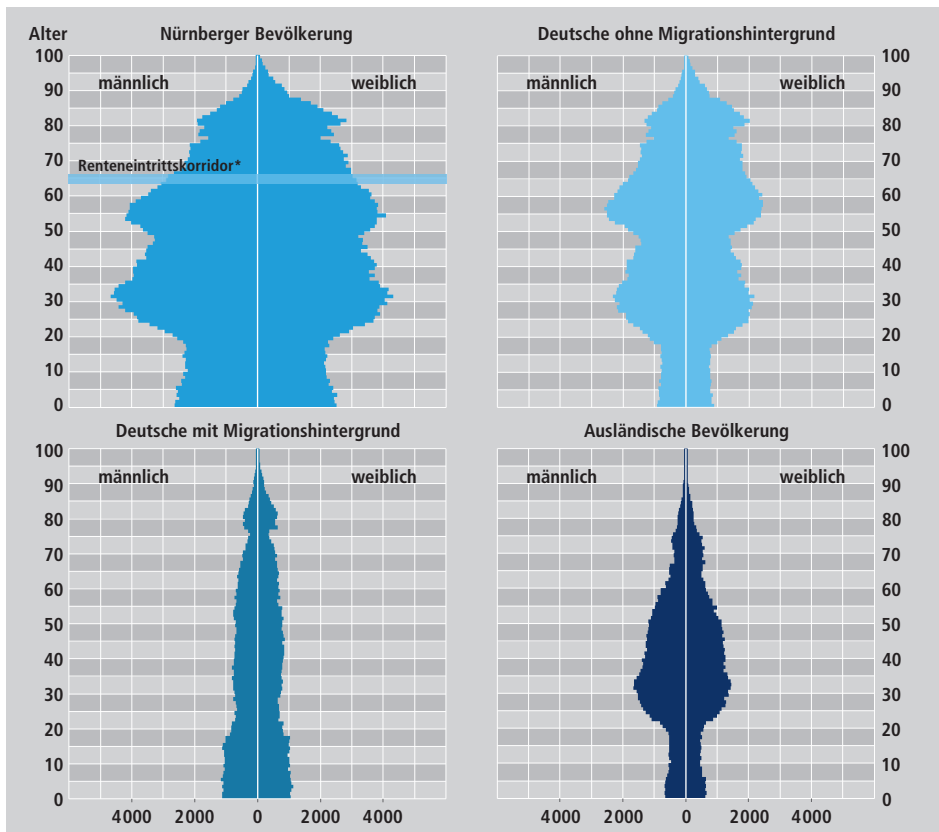 Alter
Nürnberger Bevölkerung
Deutsche ohne Migrationshintergrund
100
90
80
70
60
50
40
30
20
10
0
männlich
weiblich
Renteneintrittskorridor*
männlich
weiblich
100
90
80
70
60
50
40
30
20
10
0
Deutsche mit Migrationshintergrund
Ausländische Bevölkerung
100
90
80
70
60
50
40
30
20
10
0
männlich
weiblich
männlich
weiblich
100
90
80
70
60
50
40
30
20
10
0
4000 2000 0 2000 4000
4000 2000 0 2000 4000